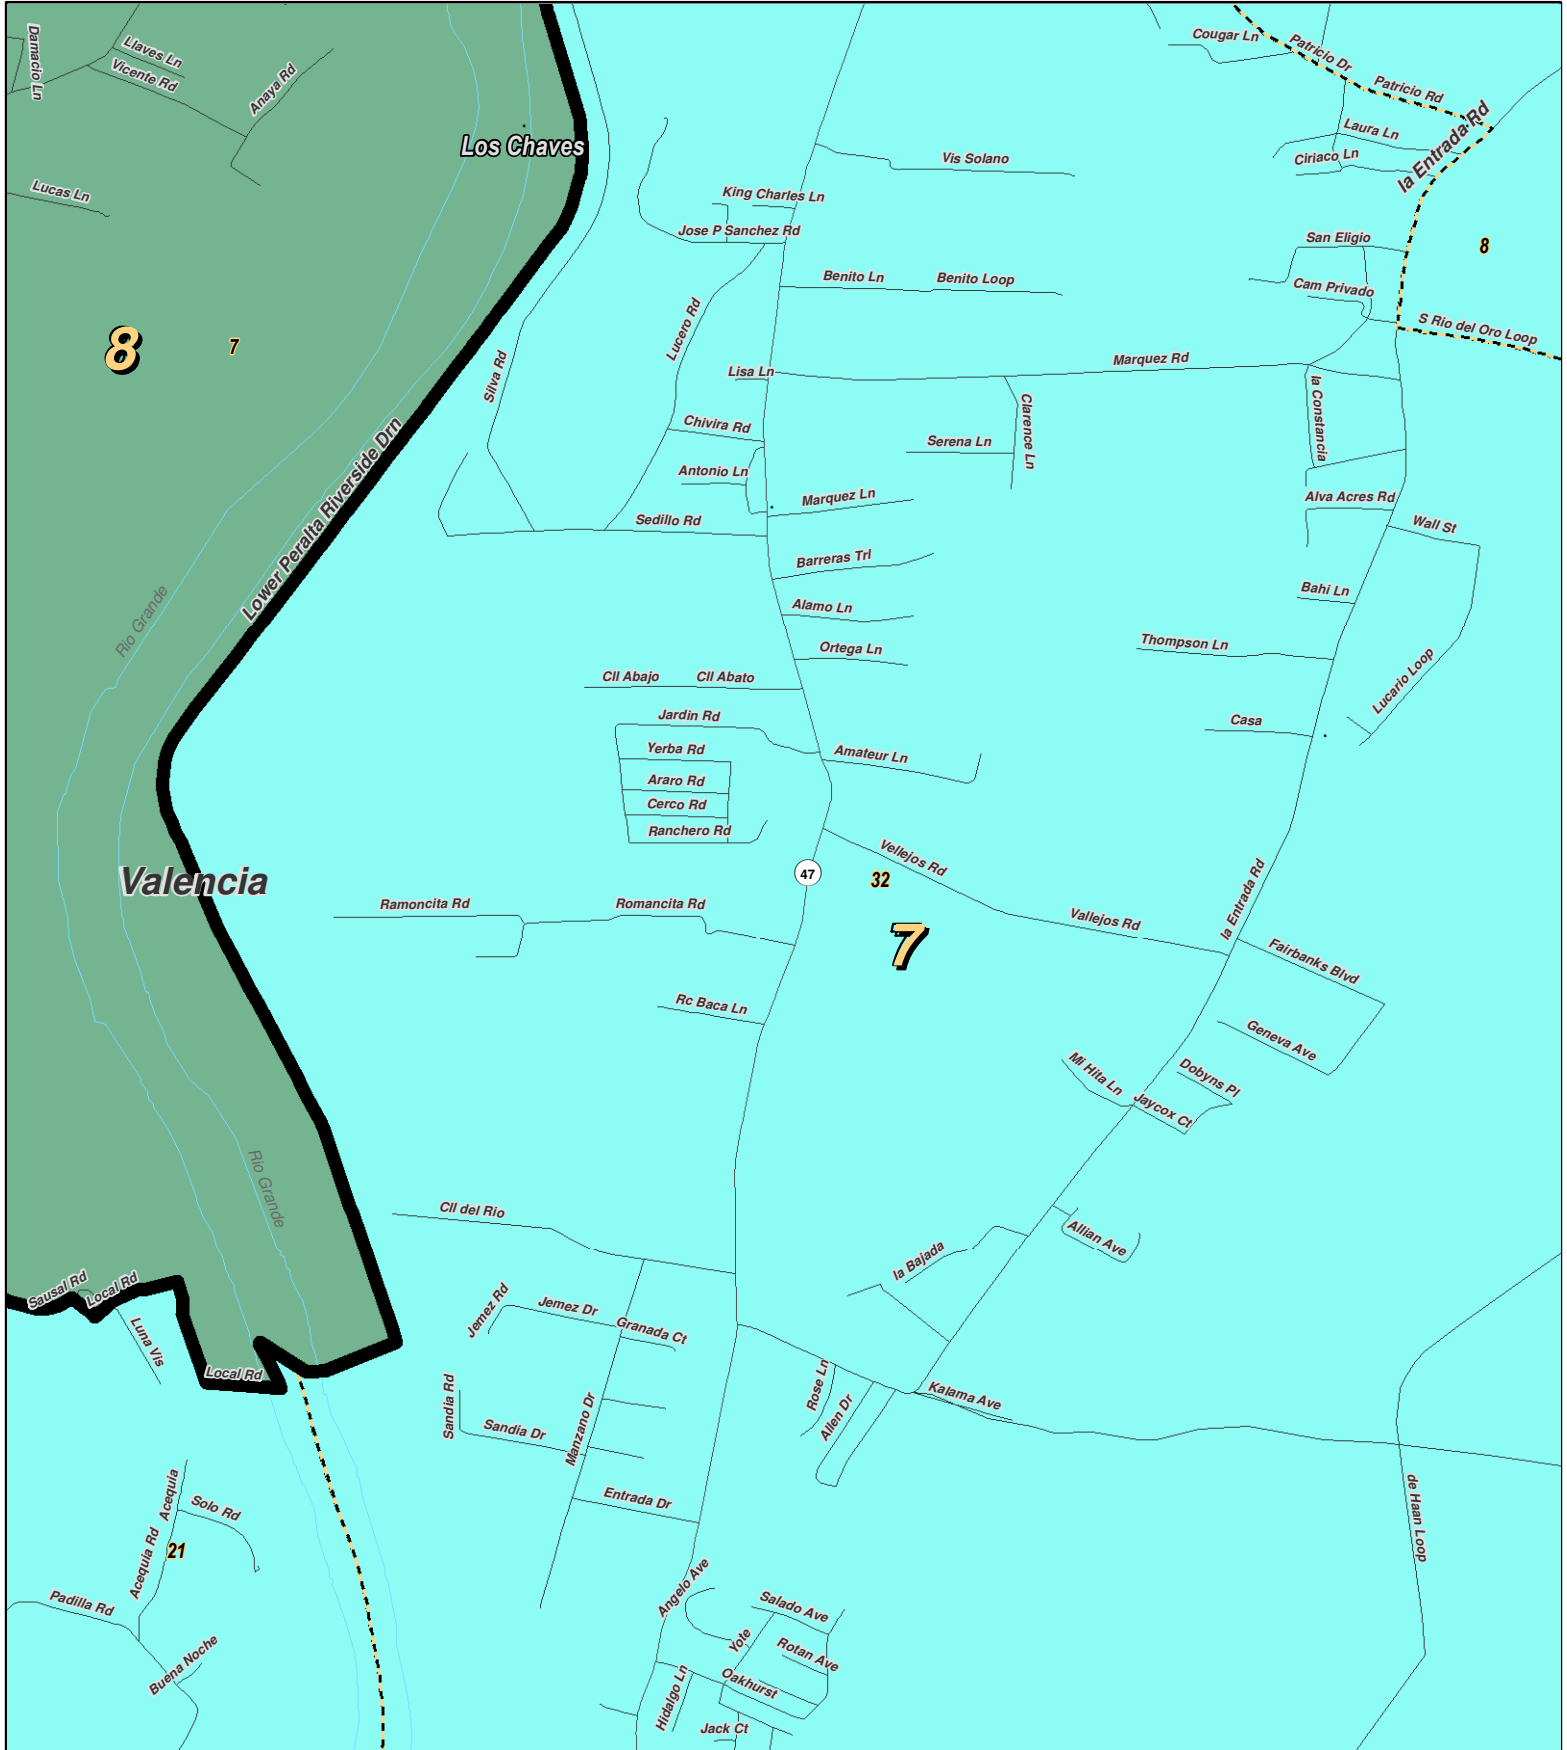 Damacio Ln
Llaves Ln
Vicente Rd
Anaya Rd
Lucas Ln
Los Chaves
Cougar Ln
Patricio Dr
Patricio Rd
la Entrada Rd
Laura Ln
Ciriaco Ln
Vis Solano
King Charles Ln
Jose P Sanchez Rd
San Eligio
8
Benito Ln
Benito Loop
Cam Privado
S Rio del Oro Loop
Lucero Rd
8
7
Silva Rd
Lisa Ln
Marquez Rd
Clarence Ln
la Constancia
Chivira Rd
Serena Ln
Lower Peralta Riverside Drn
Antonio Ln
Marquez Ln
Alva Acres Rd
Sedillo Rd
Wall St
Barreras Trl
Rio Grande
Alamo Ln
Bahi Ln
Ortega Ln
Thompson Ln
Lucario Loop
Cll Abajo
Cll Abato
Jardin Rd
Casa
Yerba Rd
Amateur Ln
Araro Rd
Cerco Rd
Ranchero Rd
Vellejos Rd
47
32
Valencia
la Entrada Rd
Ramoncita Rd
Romancita Rd
Vallejos Rd
7
Fairbanks Blvd
Rc Baca Ln
Geneva Ave
Mi Hita Ln
Dobyns Pl
Jaycox Ct
Rio Grande
Cll del Rio
Allian Ave
la Bajada
Sausal Rd
Local Rd
Jemez Rd
Jemez Dr
Granada Ct
Luna Vis
Local Rd
Rose Ln
Allen Dr
Kalama Ave
Sandia Rd
Sandia Dr
Manzano Dr
Acequia
Solo Rd
Entrada Dr
de Haan Loop
21
Acequia Rd
Padilla Rd
Angelo Ave
Salado Ave
Yote
Rotan Ave
Buena Noche
Hidalgo Ln
Oakhurst
Jack Ct